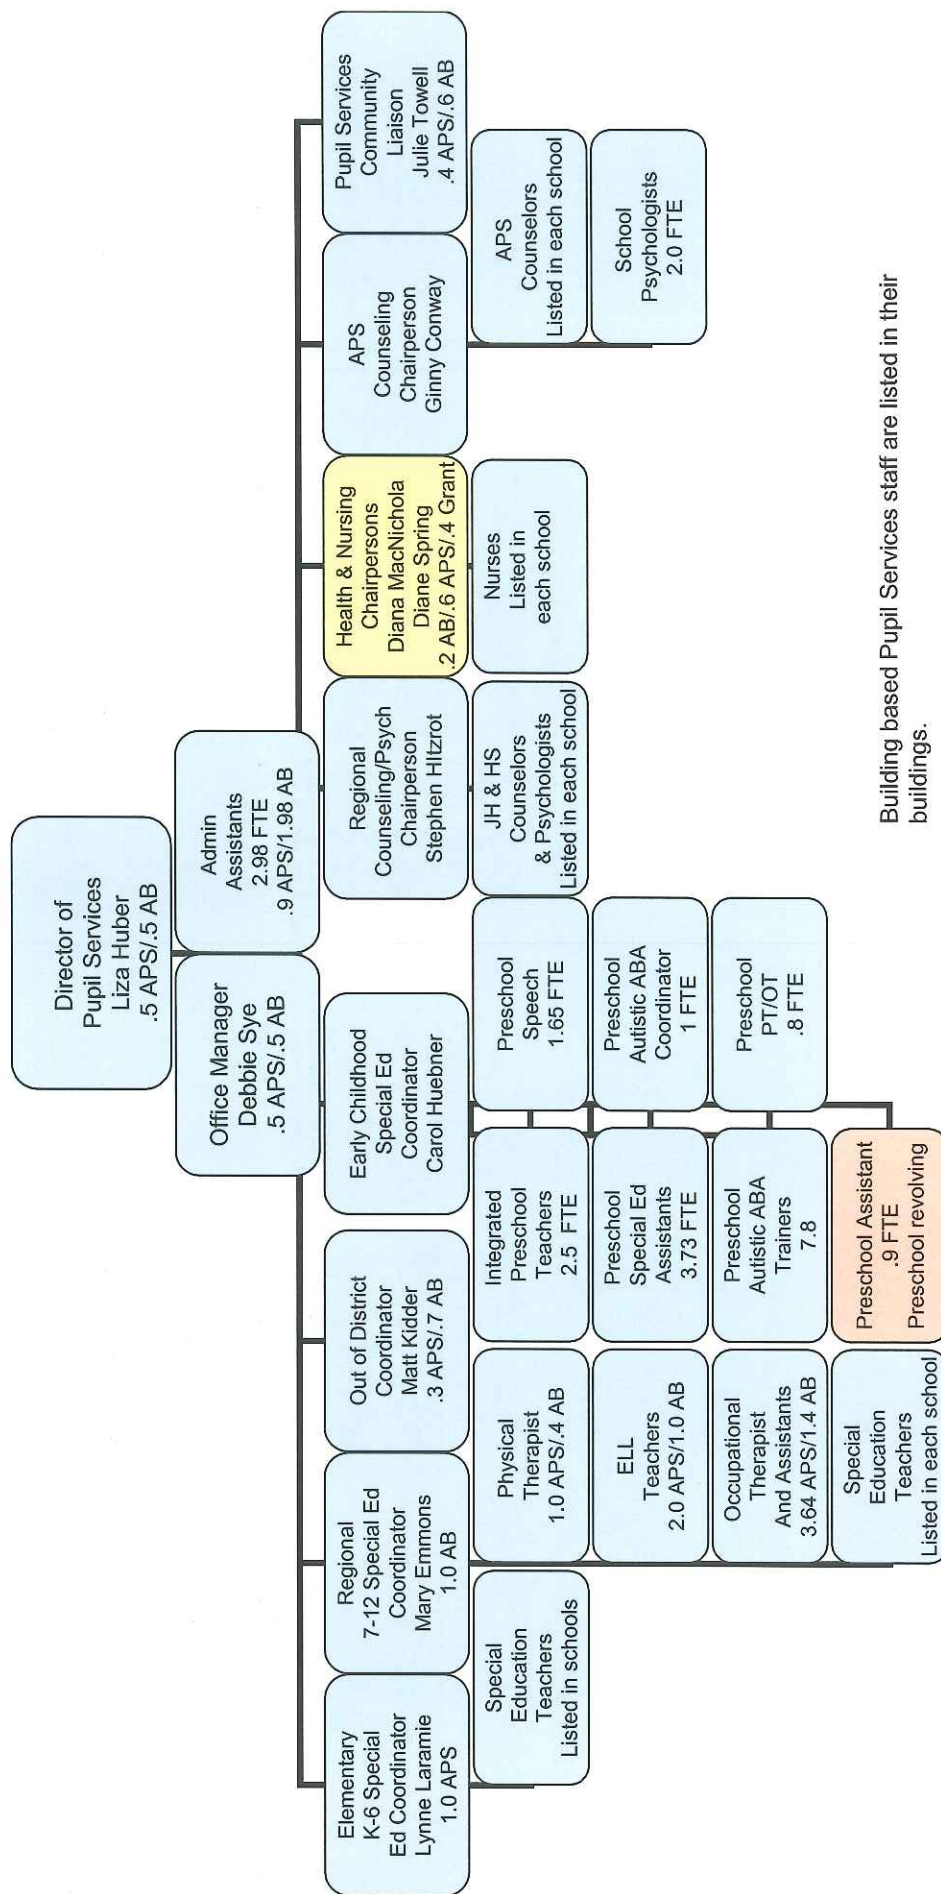 Director of
Pupil Services
Liza Huber
.5 APS/.5 AB
Office Manager
Debbie Sye
.5 APS/.5 AB
Admin
Assistants
2.98 FTE
.9 APS/1.98 AB
Elementary
K-6 Special
Ed Coordinator
Lynne Laramie
1.0 APS
Regional
7-12 Special Ed
Coordinator
Mary Emmons
1.0 AB
Out of District
Coordinator
Matt Kidder
.3 APS/.7 AB
Early Childhood
Special Ed
Coordinator
Carol Huebner
Regional
Counseling/Psych
Chairperson
Stephen HItzrot
Health & Nursing
Chairpersons
Diana MacNichola
Diane Spring
.2 AB/.6 APS/.4 Grant
APS
Counseling
Chairperson
Ginny Conway
Pupil Services
Community
Liaison
Julie Towell
.4 APS/.6 AB
Special
Education
Teachers
Listed in schools
Physical
Therapist
1.0 APS/.4 AB
Integrated
Preschool
Teachers
2.5 FTE
Preschool
Speech
1.65 FTE
JH & HS
Counselors
& Psychologists
Listed in each school
Nurses
Listed in
each school
APS
Counselors
Listed in each school
ELL
Teachers
2.0 APS/1.0 AB
Preschool
Special Ed
Assistants
3.73 FTE
Preschool
Autistic ABA
Coordinator
1 FTE
School
Psychologists
2.0 FTE
Occupational
Therapist
And Assistants
3.64 APS/1.4 AB
Preschool
Autistic ABA
Trainers
7.8
Preschool
PT/OT
.8 FTE
Special
Education
Teachers
Listed in each school
Preschool Assistant
.9 FTE
Preschool revolving
Building based Pupil Services staff are listed in their
buildings.